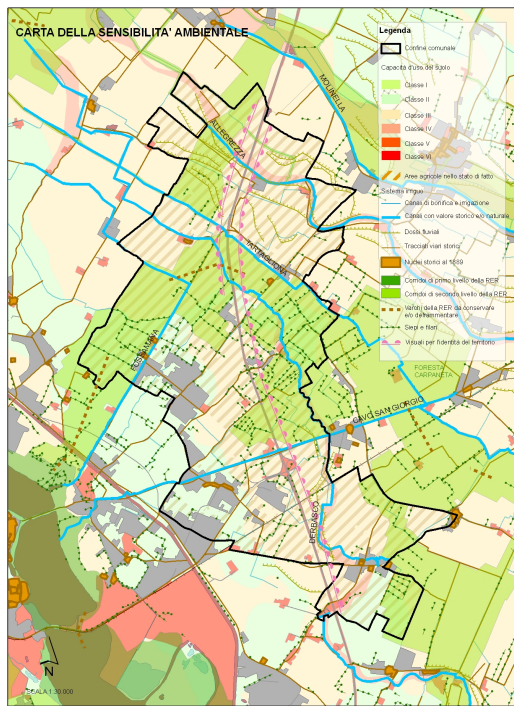 CARTA DELLA SENSIBILITA' AMBIENTALE
Legenda
Confine comunale
Capacità d'uso del suolo
Classe I
Classe II
Classe III
Classe IV
Classe V
Classe VI
Aree agricole nello stato di fatto
Sistema irriguo
Canali di bonifica e irrigazione
Canali con valore storico e/o naturale
Dossi fluviali
Tracciati viari storici
Nuclei storici al 1889
Corridoi di primo livello della RER
Corridoi di secondo livello della RER
Varchi della RER da conservare
e/o deframmentare
Siepi e filari
Visuali per l'identità del territorio
MOLINELLA
ALLEGREZZA
TARTAGLIONA
FOSSAMANA
FORESTA
CARPANETA
CAVO SAN GIORGIO
DERBASCO
N
SCALA 1:30.000